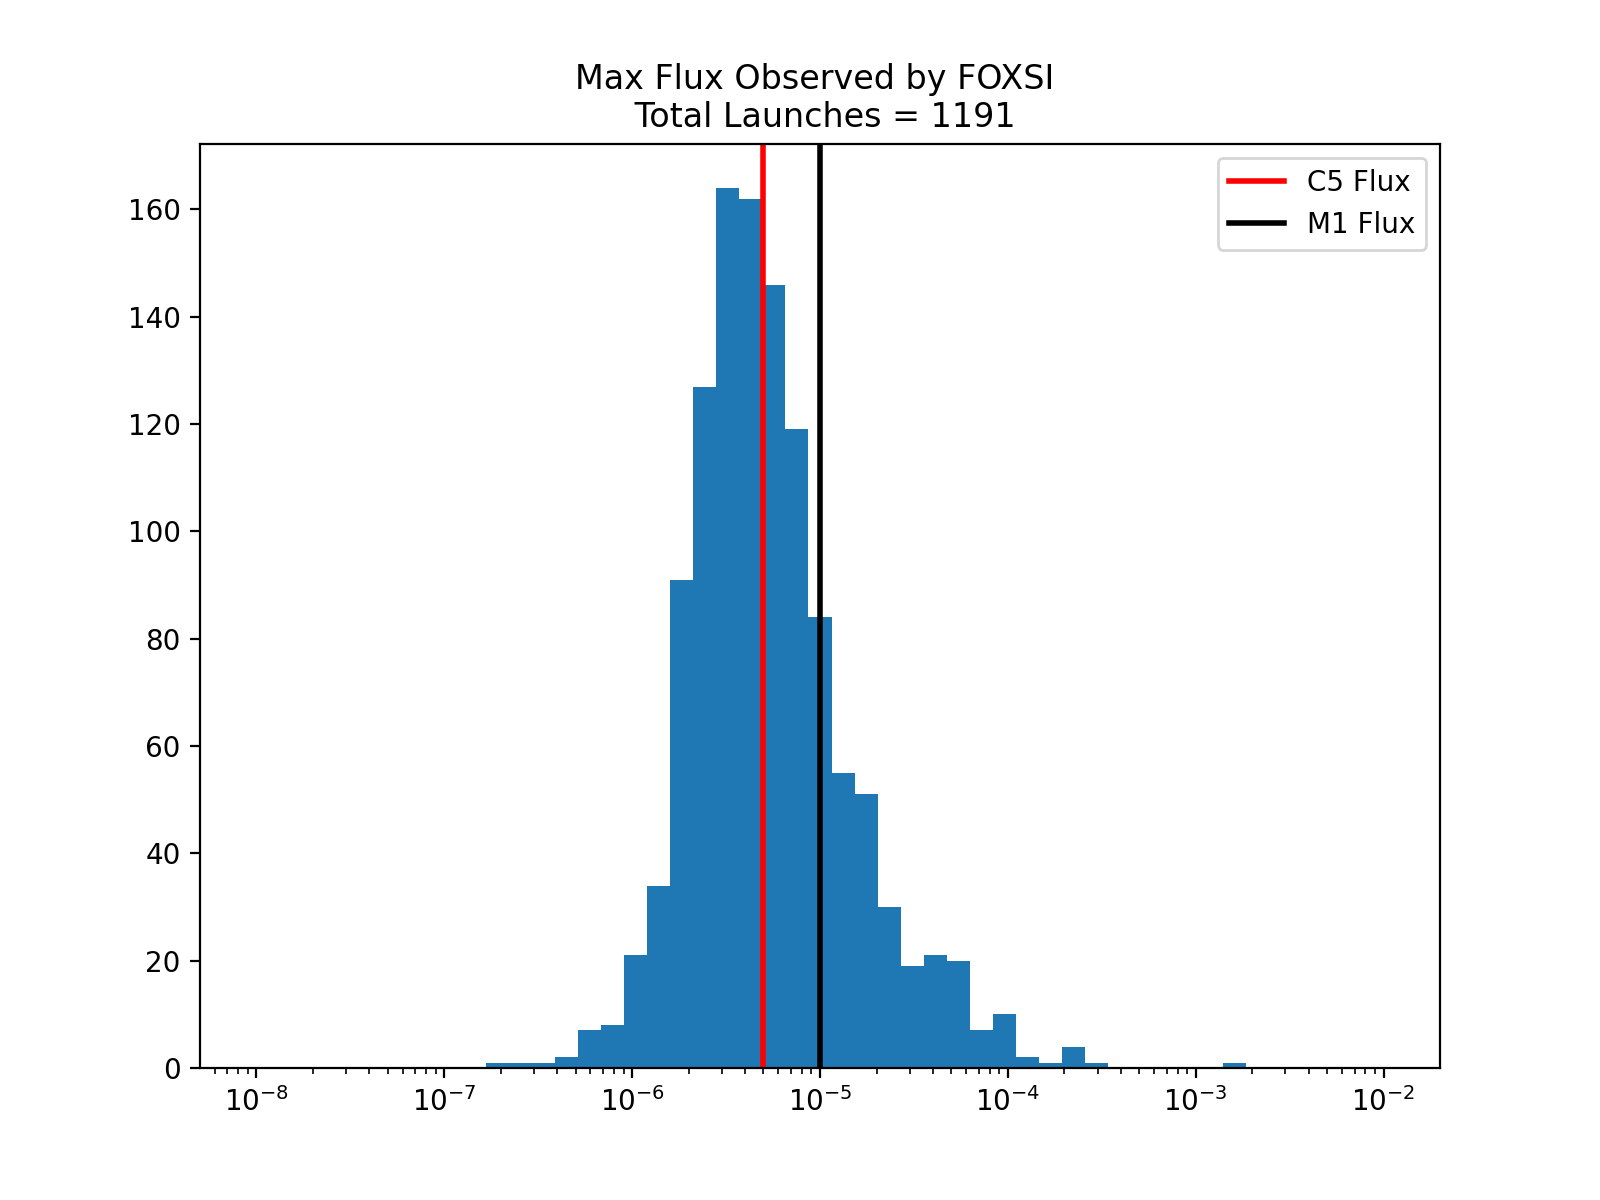 Max Flux Observed by FOXSI
Total Launches = 1191
C5 Flux
M1 Flux
160
140
120
100
80
60
40
20
0
10⁻⁸ 10⁻⁷ 10⁻⁶ 10⁻⁵ 10⁻⁴ 10⁻³ 10⁻²